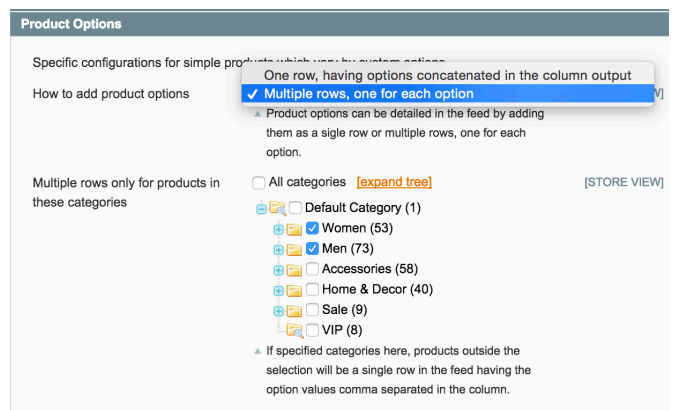 Product Options
Specific configurations for simple products which vary by custom options
One row, having options concatenated in the column output
How to add product options
✓ Multiple rows, one for each option
Product options can be detailed in the feed by adding
them as a sigle row or multiple rows, one for each
option.
Multiple rows only for products in
these categories
All categories [expand tree]
[STORE VIEW]
Default Category (1)
Women (53)
Men (73)
Accessories (58)
Home & Decor (40)
Sale (9)
VIP (8)
If specified categories here, products outside the
selection will be a single row in the feed having the
option values comma separated in the column.